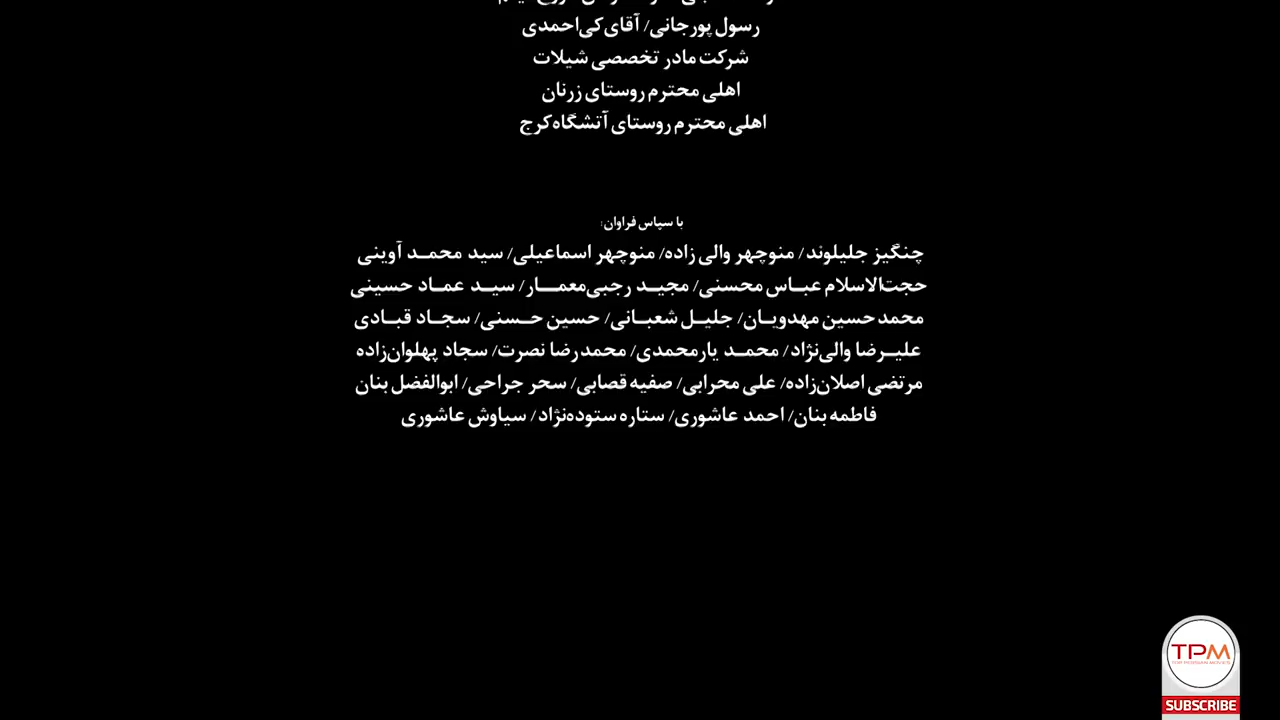 رسول پورجانی/ آقای کی‌احمدی
شرکت مادر تخصصی شیلات
اهلی محترم روستای زرنان
اهلی محترم روستای آتشگاه کرج
با سپاس فراوان:
چنگیز جلیلوند/ منوچهر والی زاده/ منوچهر اسماعیلی/ سید محمد آوینی
حجت‌الاسلام عباس محسنی/ مجید رجبی‌معمار/ سید عماد حسینی
محمد حسین مهدویان/ جلیل شعبانی/ حسین حسنی/ سجاد قبادی
علیرضا والی‌نژاد/ محمد یارمحمدی/ محمدرضا نصرت/ سجاد پهلوان‌زاده
مرتضی اصلان‌زاده/ علی محرابی/ صفیه قصابی/ سحر جراحی/ ابوالفضل بنان
فاطمه بنان/ احمد عاشوری/ ستاره ستوده‌نژاد/ سیاوش عاشوری
TPM
TOP PERSIAN MOVIES
SUBSCRIBE